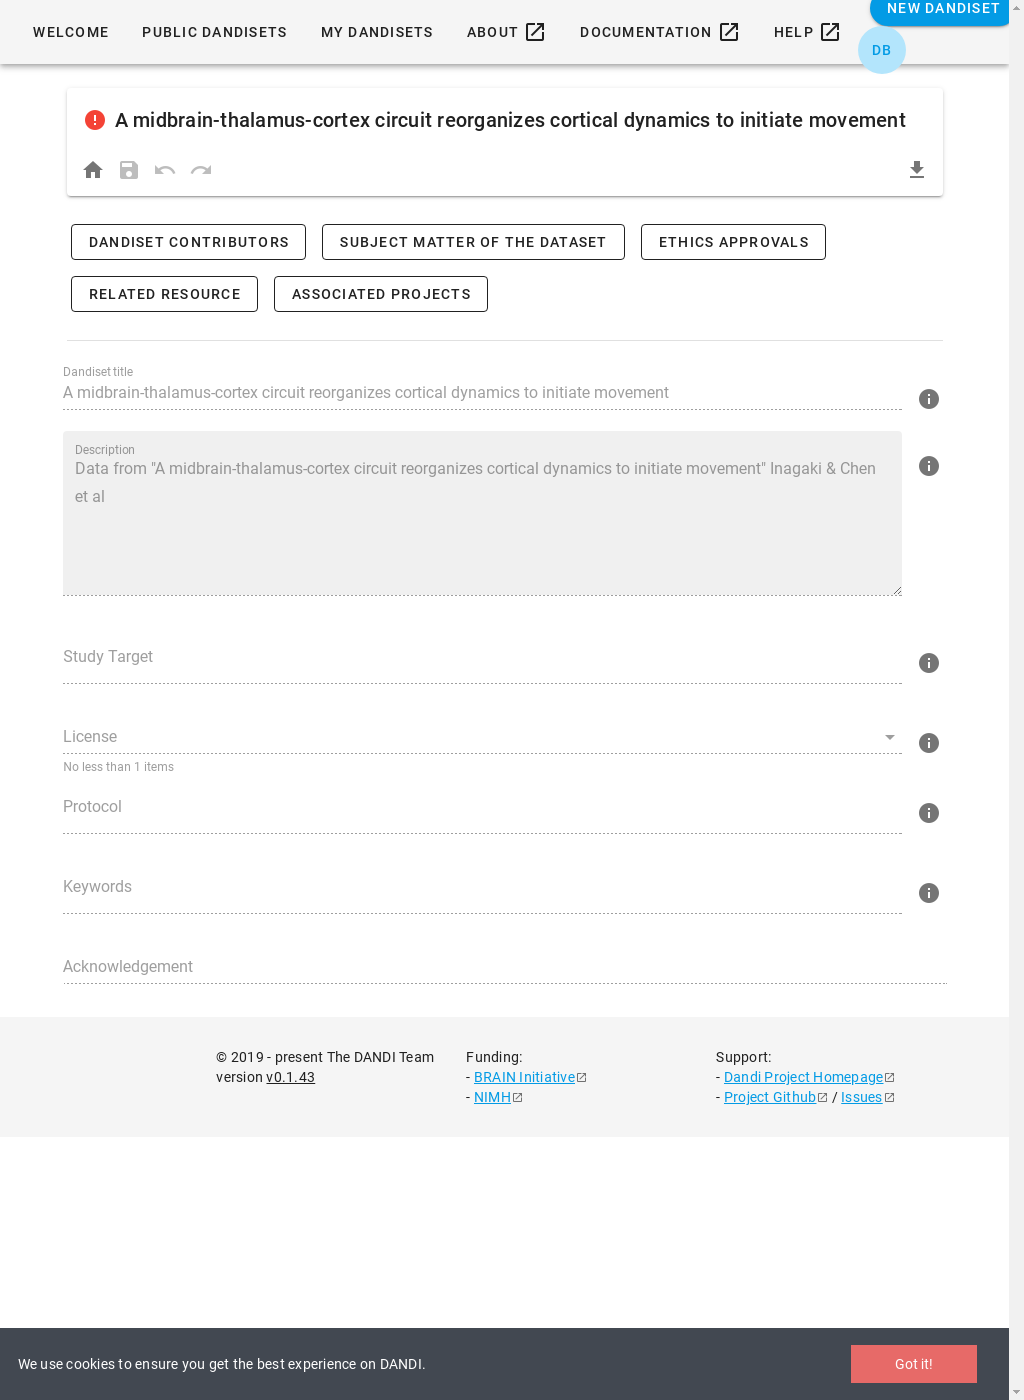 WELCOME PUBLIC DANDISETS MY DANDISETS ABOUT DOCUMENTATION HELP NEW DANDISET
DB
A midbrain-thalamus-cortex circuit reorganizes cortical dynamics to initiate movement
DANDISET CONTRIBUTORS SUBJECT MATTER OF THE DATASET ETHICS APPROVALS
RELATED RESOURCE ASSOCIATED PROJECTS
Dandiset title
A midbrain-thalamus-cortex circuit reorganizes cortical dynamics to initiate movement
Description
Data from "A midbrain-thalamus-cortex circuit reorganizes cortical dynamics to initiate movement" Inagaki & Chen
et al
Study Target
License
No less than 1 items
Protocol
Keywords
Acknowledgement
© 2019 - present The DANDI Team
version v0.1.43
Funding:
- BRAIN Initiative
- NIMH
Support:
- Dandi Project Homepage
- Project Github / Issues
We use cookies to ensure you get the best experience on DANDI.
Got it!